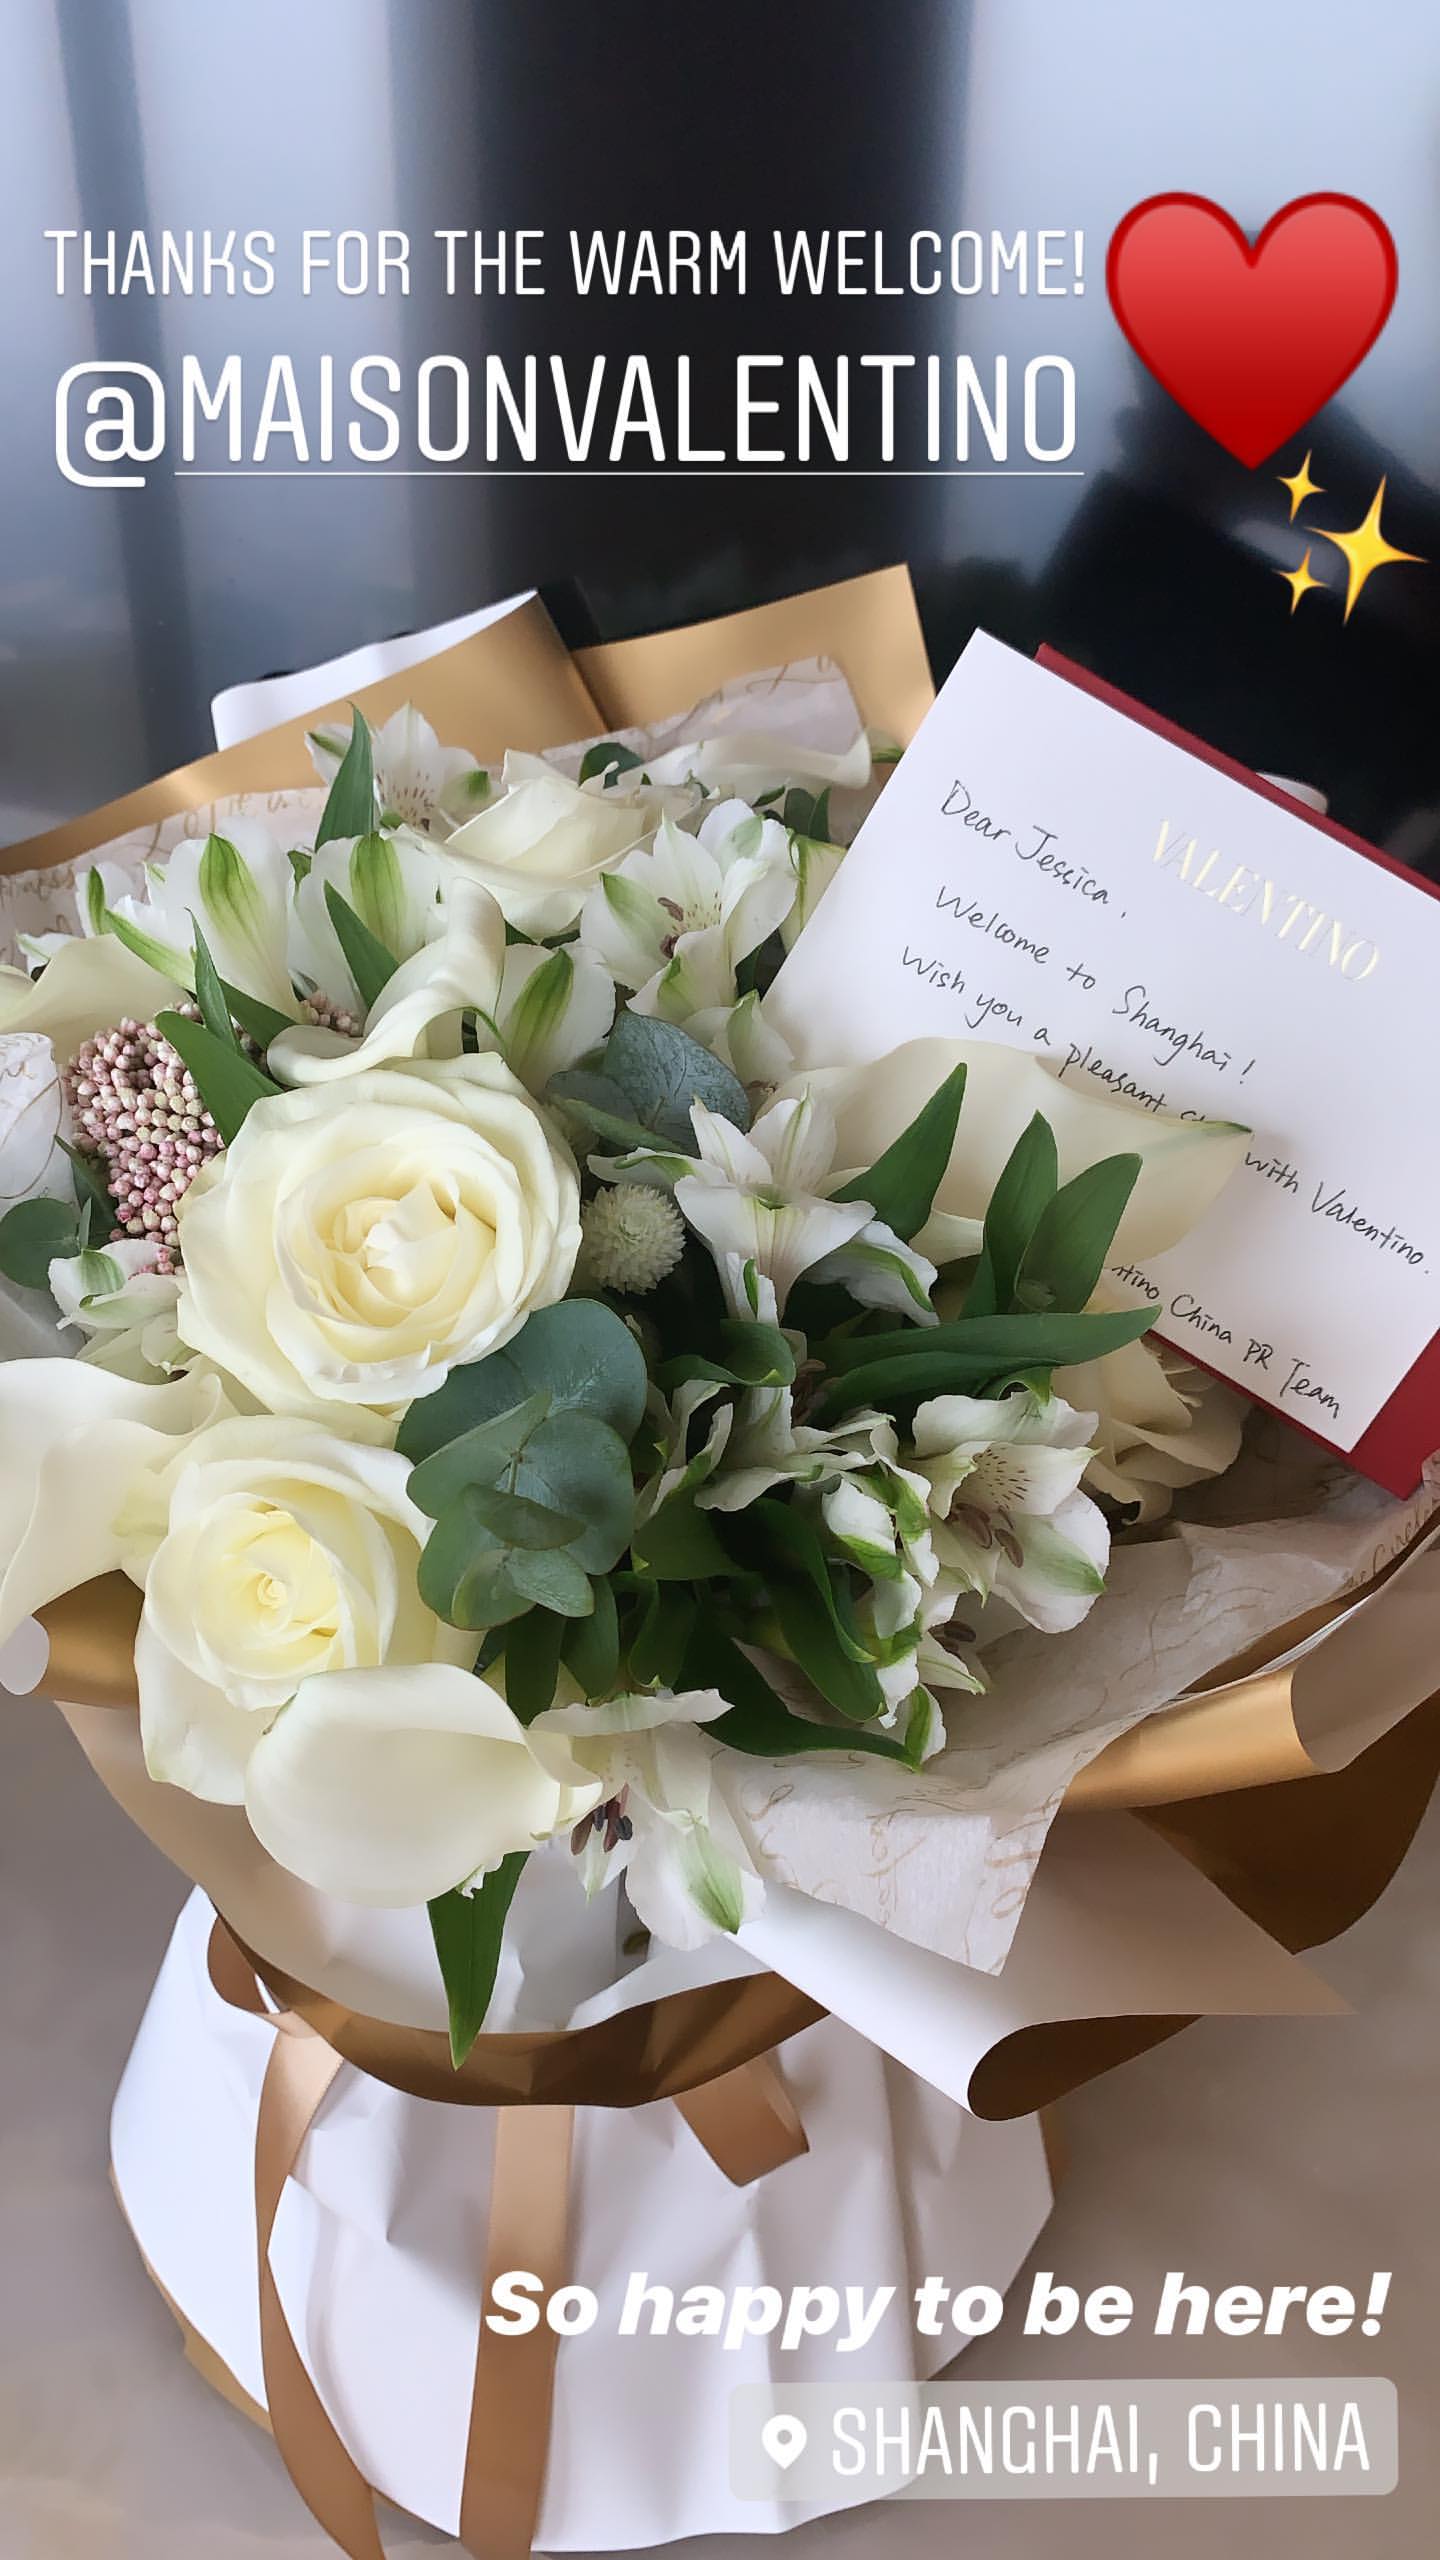 THANKS FOR THE WARM WELCOME!
@MAISONVALENTINO
VALENTINO
Dear Jessica,
Welcome to Shanghai!
Wish you a pleasant with Valentino.
China PR Team
So happy to be here!
SHANGHAI, CHINA